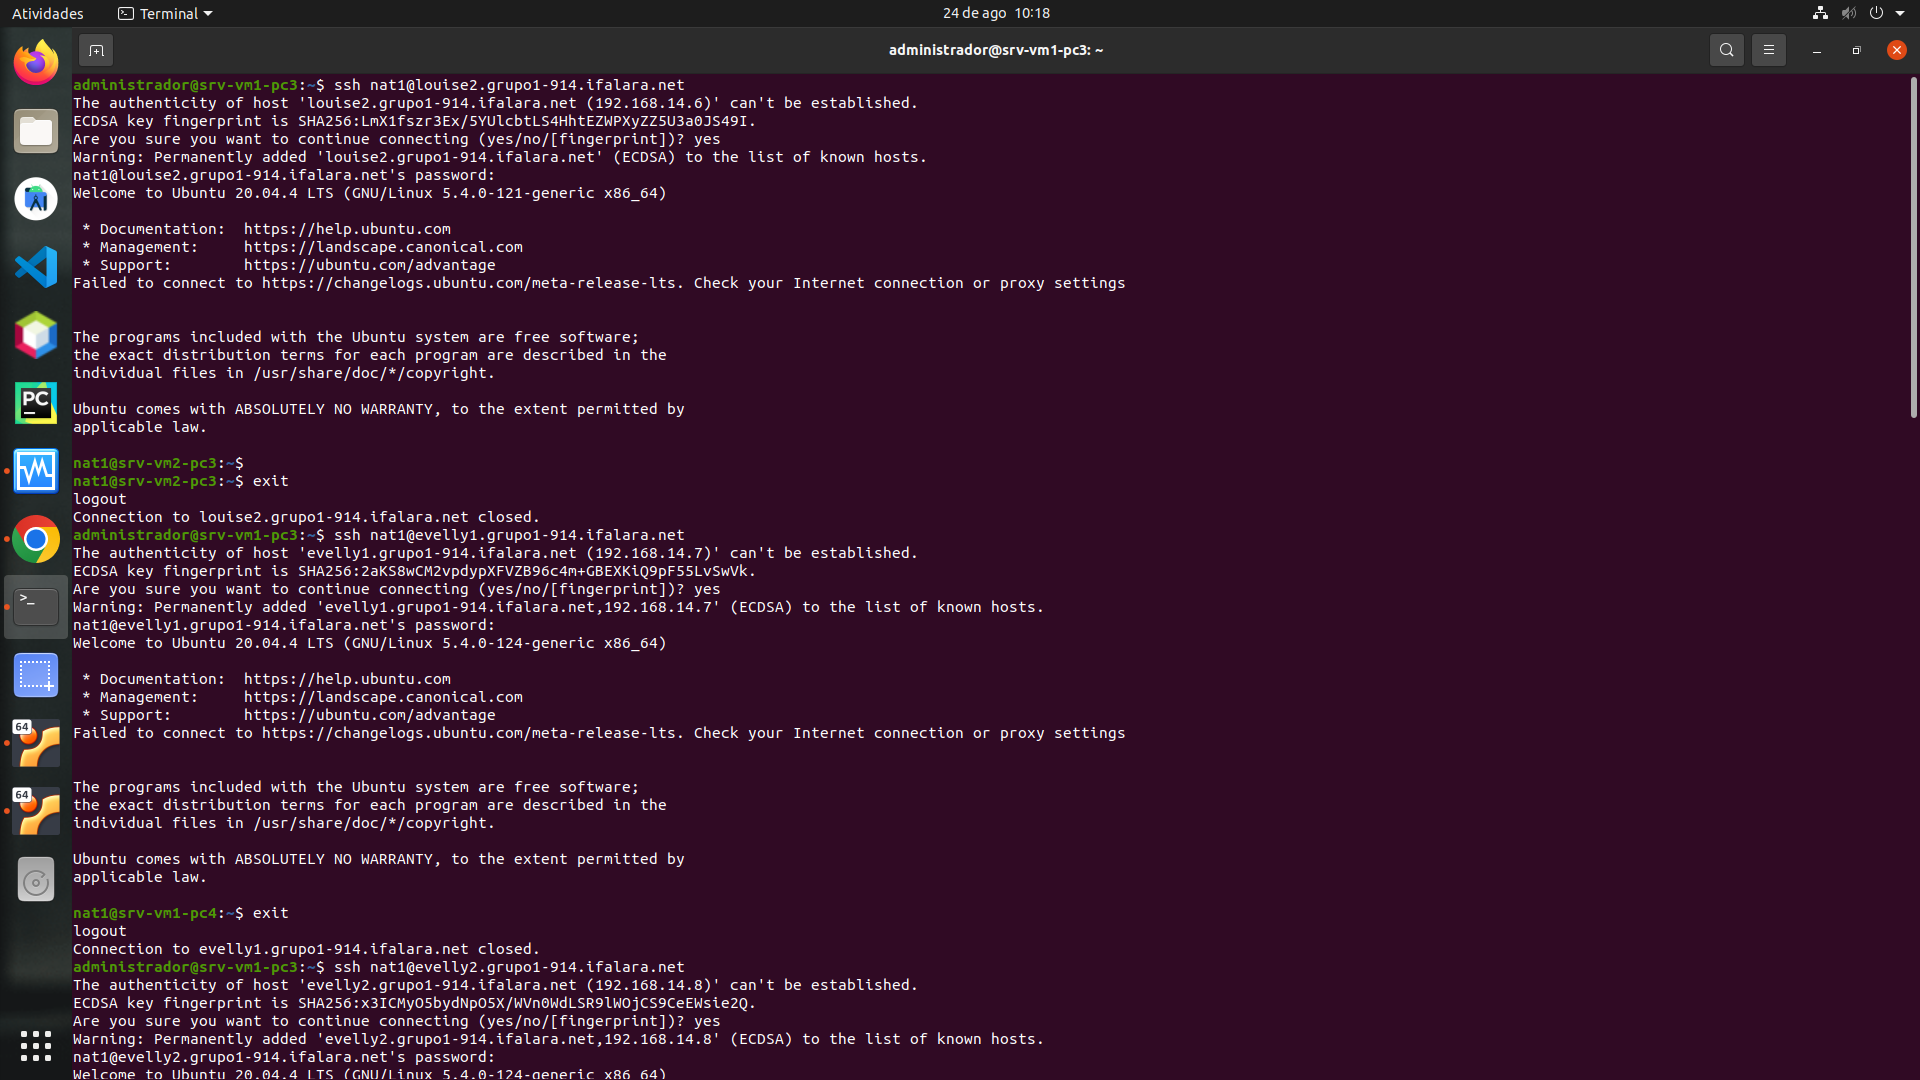 Atividades
Terminal
24 de ago 10:18
administrador@srv-vm1-pc3: ~
administrador@srv-vm1-pc3:~$ ssh nat1@louise2.grupo1-914.ifalara.net
The authenticity of host 'louise2.grupo1-914.ifalara.net (192.168.14.6)' can't be established.
ECDSA key fingerprint is SHA256:LmX1fszr3Ex/5YUlcbtLS4HhtEZWPXyZZ5U3a0JS49I.
Are you sure you want to continue connecting (yes/no/[fingerprint])? yes
Warning: Permanently added 'louise2.grupo1-914.ifalara.net' (ECDSA) to the list of known hosts.
nat1@louise2.grupo1-914.ifalara.net's password:
Welcome to Ubuntu 20.04.4 LTS (GNU/Linux 5.4.0-121-generic x86_64)
* Documentation:  https://help.ubuntu.com
* Management:     https://landscape.canonical.com
* Support:        https://ubuntu.com/advantage
Failed to connect to https://changelogs.ubuntu.com/meta-release-lts. Check your Internet connection or proxy settings
The programs included with the Ubuntu system are free software;
the exact distribution terms for each program are described in the
individual files in /usr/share/doc/*/copyright.
Ubuntu comes with ABSOLUTELY NO WARRANTY, to the extent permitted by
applicable law.
nat1@srv-vm2-pc3:~$
nat1@srv-vm2-pc3:~$ exit
logout
Connection to louise2.grupo1-914.ifalara.net closed.
administrador@srv-vm1-pc3:~$ ssh nat1@evelly1.grupo1-914.ifalara.net
The authenticity of host 'evelly1.grupo1-914.ifalara.net (192.168.14.7)' can't be established.
ECDSA key fingerprint is SHA256:2aKS8wCM2vpdypXFVZB96c4m+GBEXKiQ9pF55LvSwVk.
Are you sure you want to continue connecting (yes/no/[fingerprint])? yes
Warning: Permanently added 'evelly1.grupo1-914.ifalara.net,192.168.14.7' (ECDSA) to the list of known hosts.
nat1@evelly1.grupo1-914.ifalara.net's password:
Welcome to Ubuntu 20.04.4 LTS (GNU/Linux 5.4.0-124-generic x86_64)
* Documentation:  https://help.ubuntu.com
* Management:     https://landscape.canonical.com
* Support:        https://ubuntu.com/advantage
Failed to connect to https://changelogs.ubuntu.com/meta-release-lts. Check your Internet connection or proxy settings
The programs included with the Ubuntu system are free software;
the exact distribution terms for each program are described in the
individual files in /usr/share/doc/*/copyright.
Ubuntu comes with ABSOLUTELY NO WARRANTY, to the extent permitted by
applicable law.
nat1@srv-vm1-pc4:~$ exit
logout
Connection to evelly1.grupo1-914.ifalara.net closed.
administrador@srv-vm1-pc3:~$ ssh nat1@evelly2.grupo1-914.ifalara.net
The authenticity of host 'evelly2.grupo1-914.ifalara.net (192.168.14.8)' can't be established.
ECDSA key fingerprint is SHA256:x3ICMyO5bydNpO5X/WVn0WdLSR9lWOjCS9CeEWsie2Q.
Are you sure you want to continue connecting (yes/no/[fingerprint])? yes
Warning: Permanently added 'evelly2.grupo1-914.ifalara.net,192.168.14.8' (ECDSA) to the list of known hosts.
nat1@evelly2.grupo1-914.ifalara.net's password:
Welcome to Ubuntu 20.04.4 LTS (GNU/Linux 5.4.0-124-generic x86_64)
PC
64
64